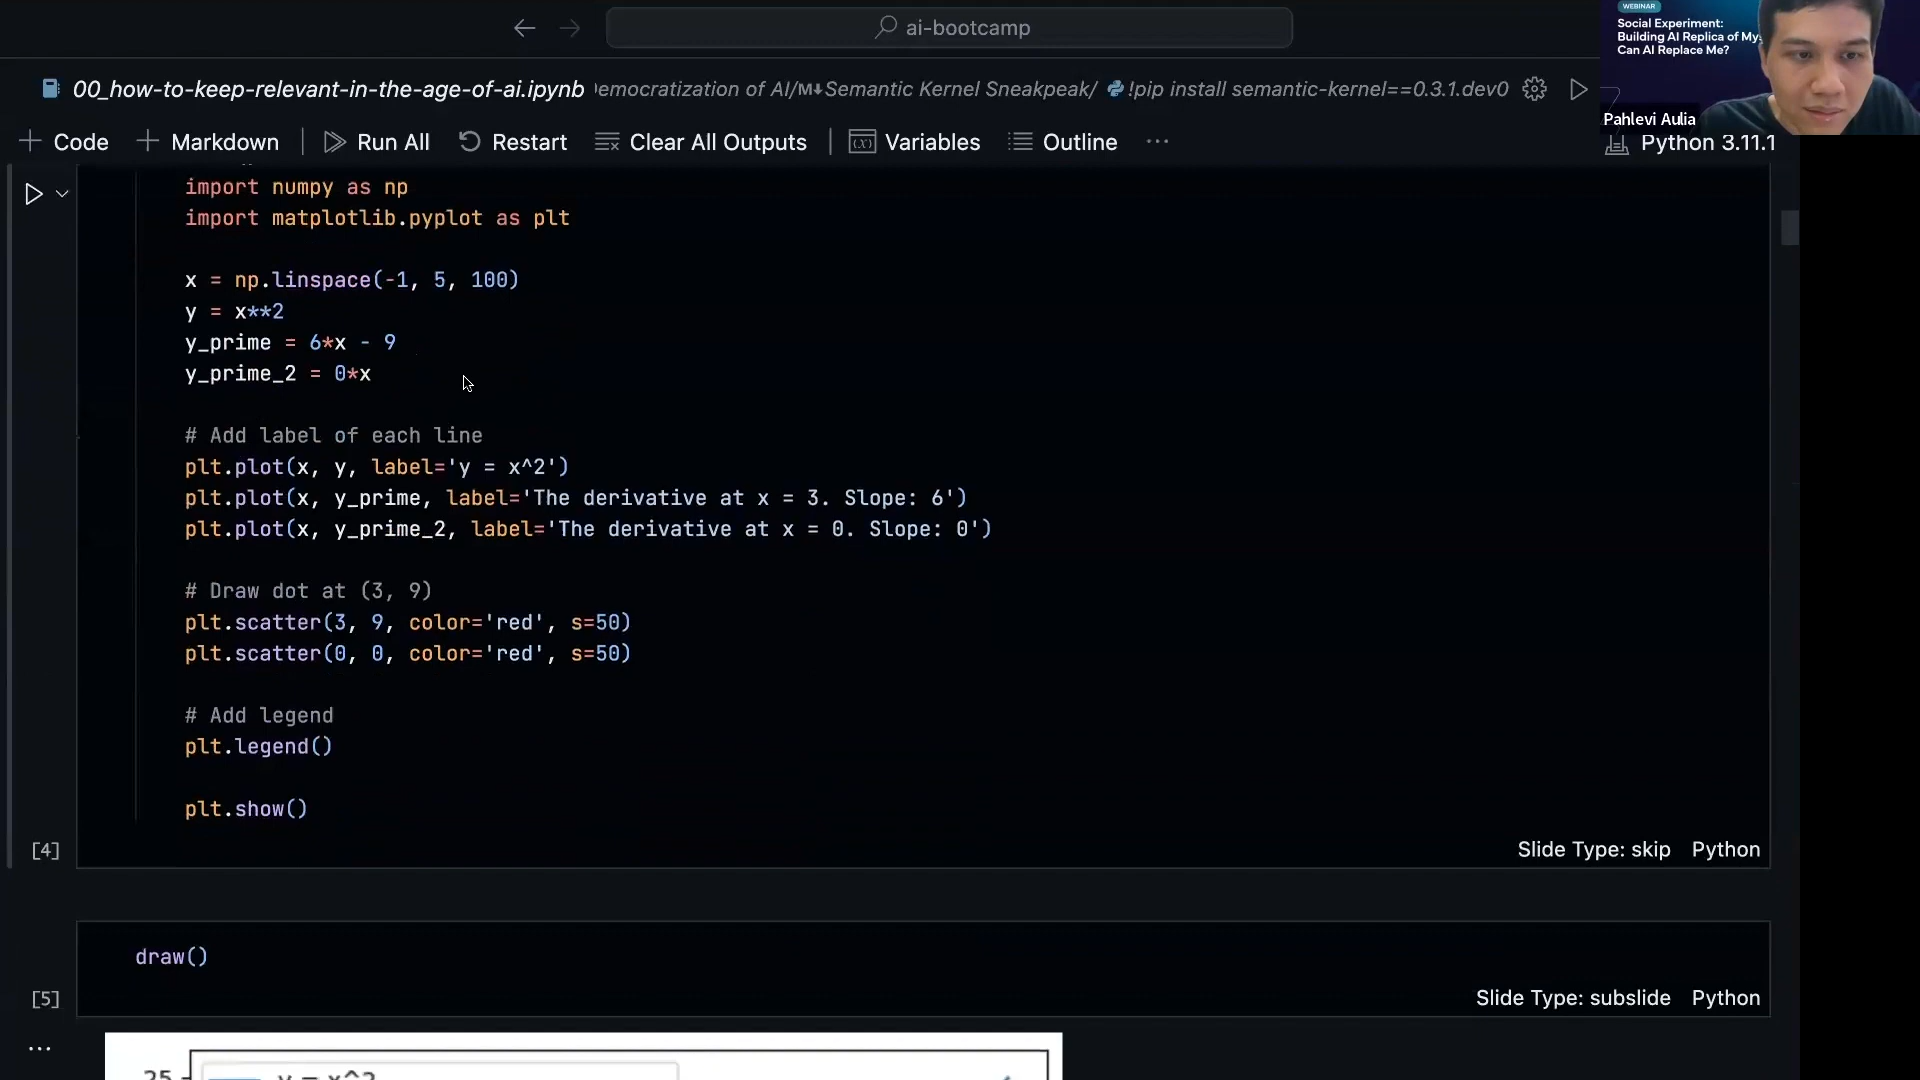 ai-bootcamp
WEBINAR
Social Experiment:
Building AI Replica of My
Can AI Replace Me?
Pahlevi Aulia
00_how-to-keep-relevant-in-the-age-of-ai.ipynb emocratization of AI/M↓Semantic Kernel Sneakpeak/ !pip install semantic-kernel==0.3.1.dev0
Code Markdown Run All Restart Clear All Outputs Variables Outline ... Python 3.11.1
import numpy as np
import matplotlib.pyplot as plt
x = np.linspace(-1, 5, 100)
y = x**2
y_prime = 6*x - 9
y_prime_2 = 0*x
# Add label of each line
plt.plot(x, y, label='y = x^2')
plt.plot(x, y_prime, label='The derivative at x = 3. Slope: 6')
plt.plot(x, y_prime_2, label='The derivative at x = 0. Slope: 0')
# Draw dot at (3, 9)
plt.scatter(3, 9, color='red', s=50)
plt.scatter(0, 0, color='red', s=50)
# Add legend
plt.legend()
plt.show()
[4] Slide Type: skip Python
draw()
[5] Slide Type: subslide Python
...
25 y = x^2